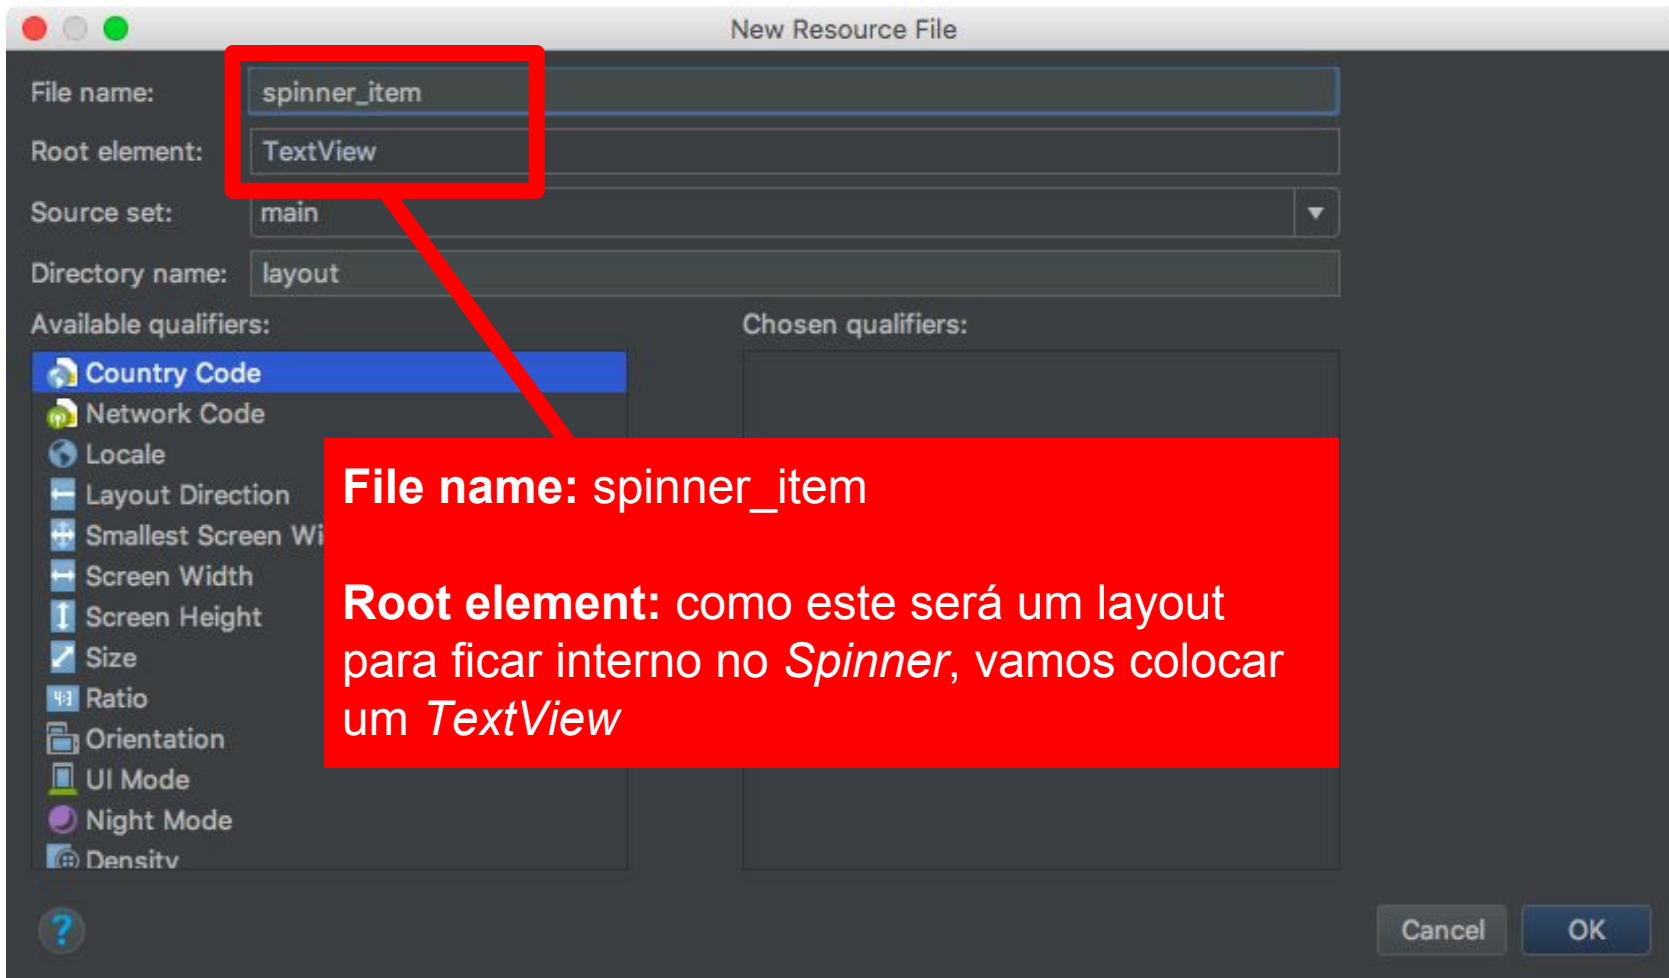 New Resource File
File name: spinner_item
Root element: TextView
Source set: main
Directory name: layout
Available qualifiers:
Chosen qualifiers:
Country Code
Network Code
Locale
Layout Direction
Smallest Screen Wi
Screen Width
Screen Height
Size
4:3 Ratio
Orientation
UI Mode
Night Mode
Density
File name: spinner_item
Root element: como este será um layout
para ficar interno no Spinner, vamos colocar
um TextView
?
Cancel
OK